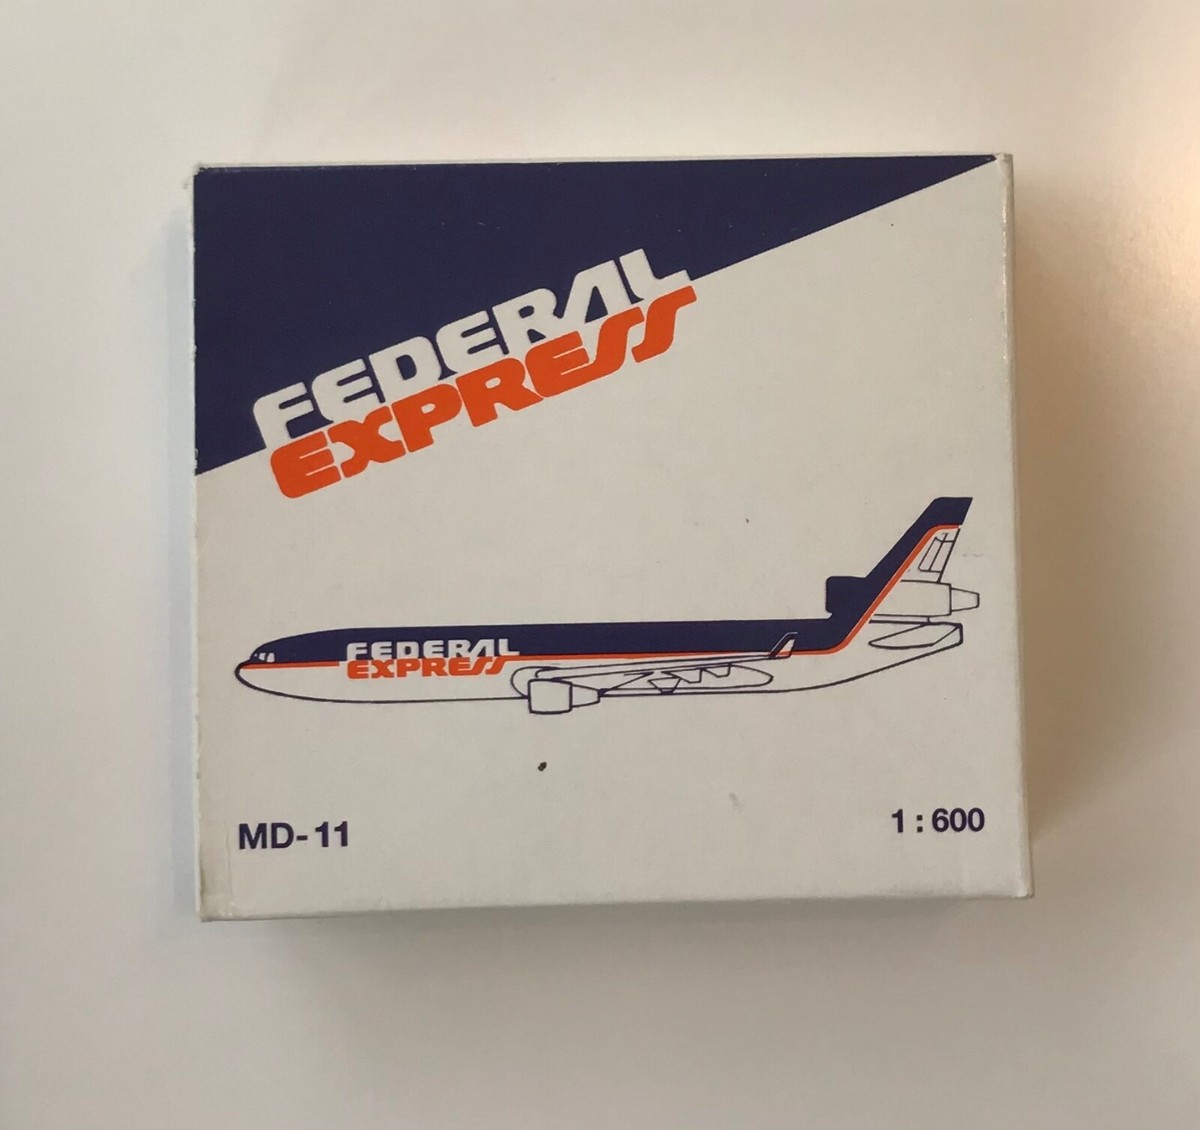 FEDERAL
EXPRESS
FEDERAL
EXPRESS
MD-11
1:600